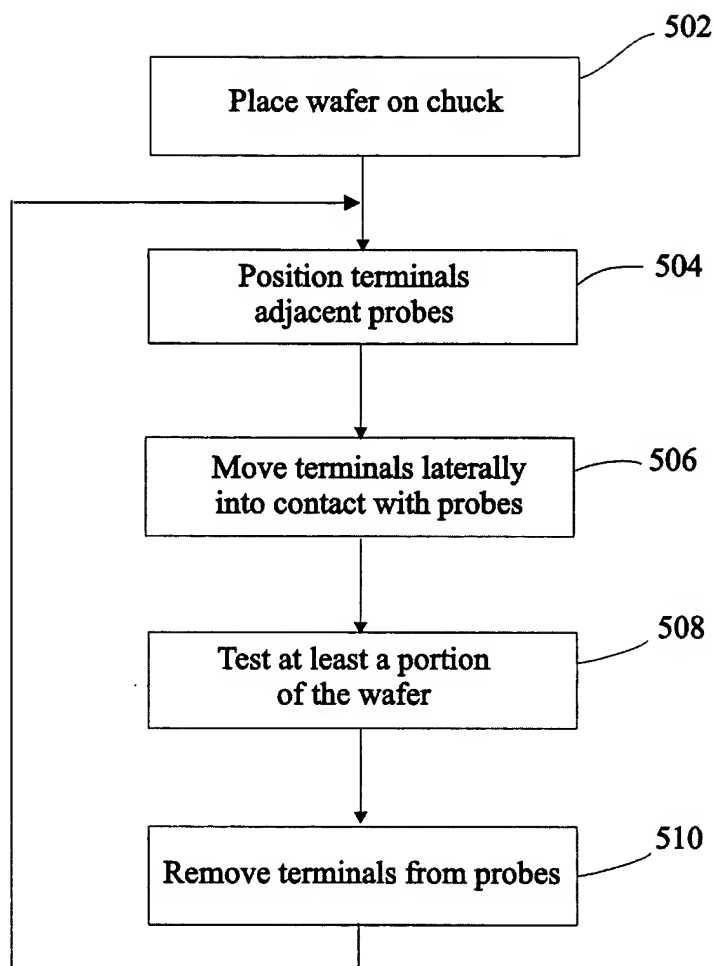 502
Place wafer on chuck
504
Position terminals
adjacent probes
506
Move terminals laterally
into contact with probes
508
Test at least a portion
of the wafer
510
Remove terminals from probes